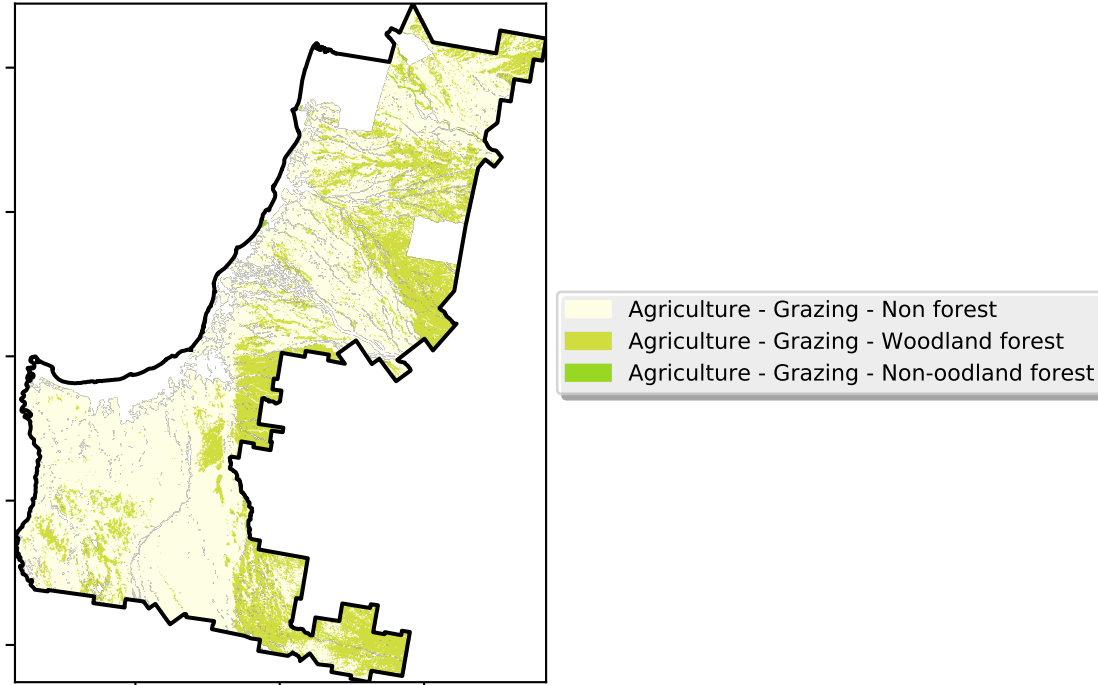 Agriculture - Grazing - Non forest
Agriculture - Grazing - Woodland forest
Agriculture - Grazing - Non-oodland forest